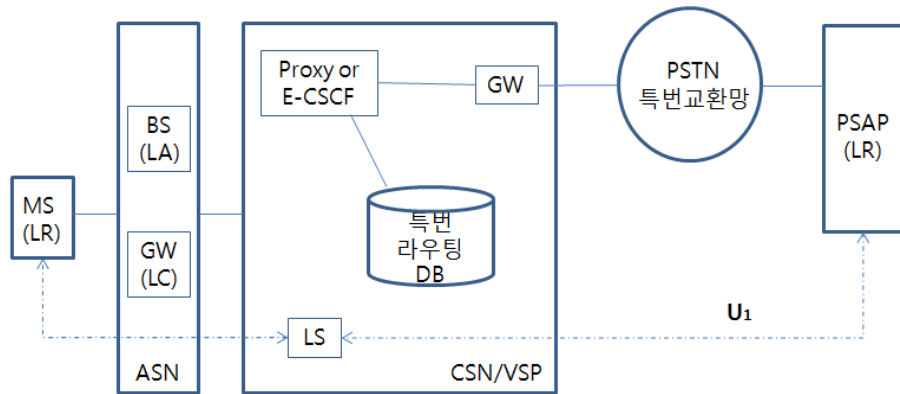 MS
(LR)
BS
(LA)
GW
(LC)
ASN
Proxy or
E-CSCF
GW
특번
라우팅
DB
LS
CSN/VSP
PSTN
특번교환망
PSAP
(LR)
U1